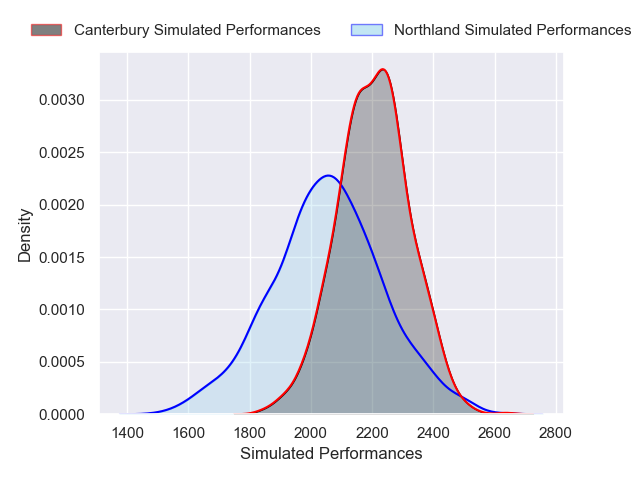 Canterbury Simulated Performances
Northland Simulated Performances
0.0030
0.0025
0.0020
0.0015
0.0010
0.0005
0.0000
Density
1400 1600 1800 2000 2200 2400 2600 2800
Simulated Performances